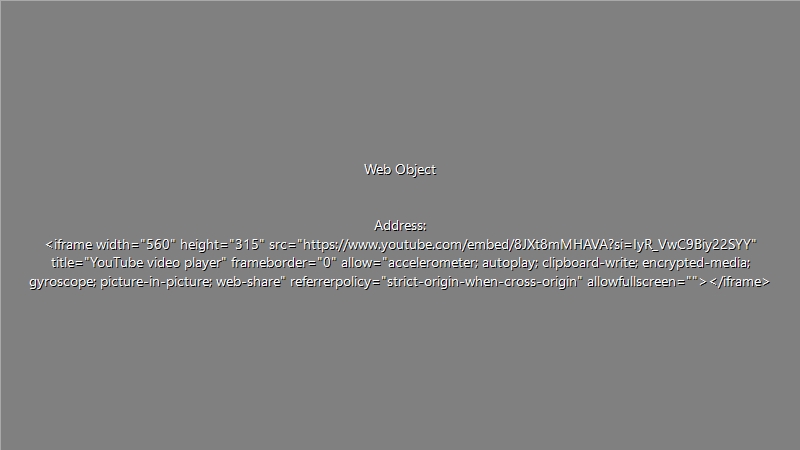 Web Object
Address:
<iframe width="560" height="315" src="https://www.youtube.com/embed/8JXt8mMHAVA?si=IyR_VwC9Biy22SYY"
title="YouTube video player" frameborder="0" allow="accelerometer; autoplay; clipboard-write; encrypted-media;
gyroscope; picture-in-picture; web-share" referrerpolicy="strict-origin-when-cross-origin" allowfullscreen=""></iframe>